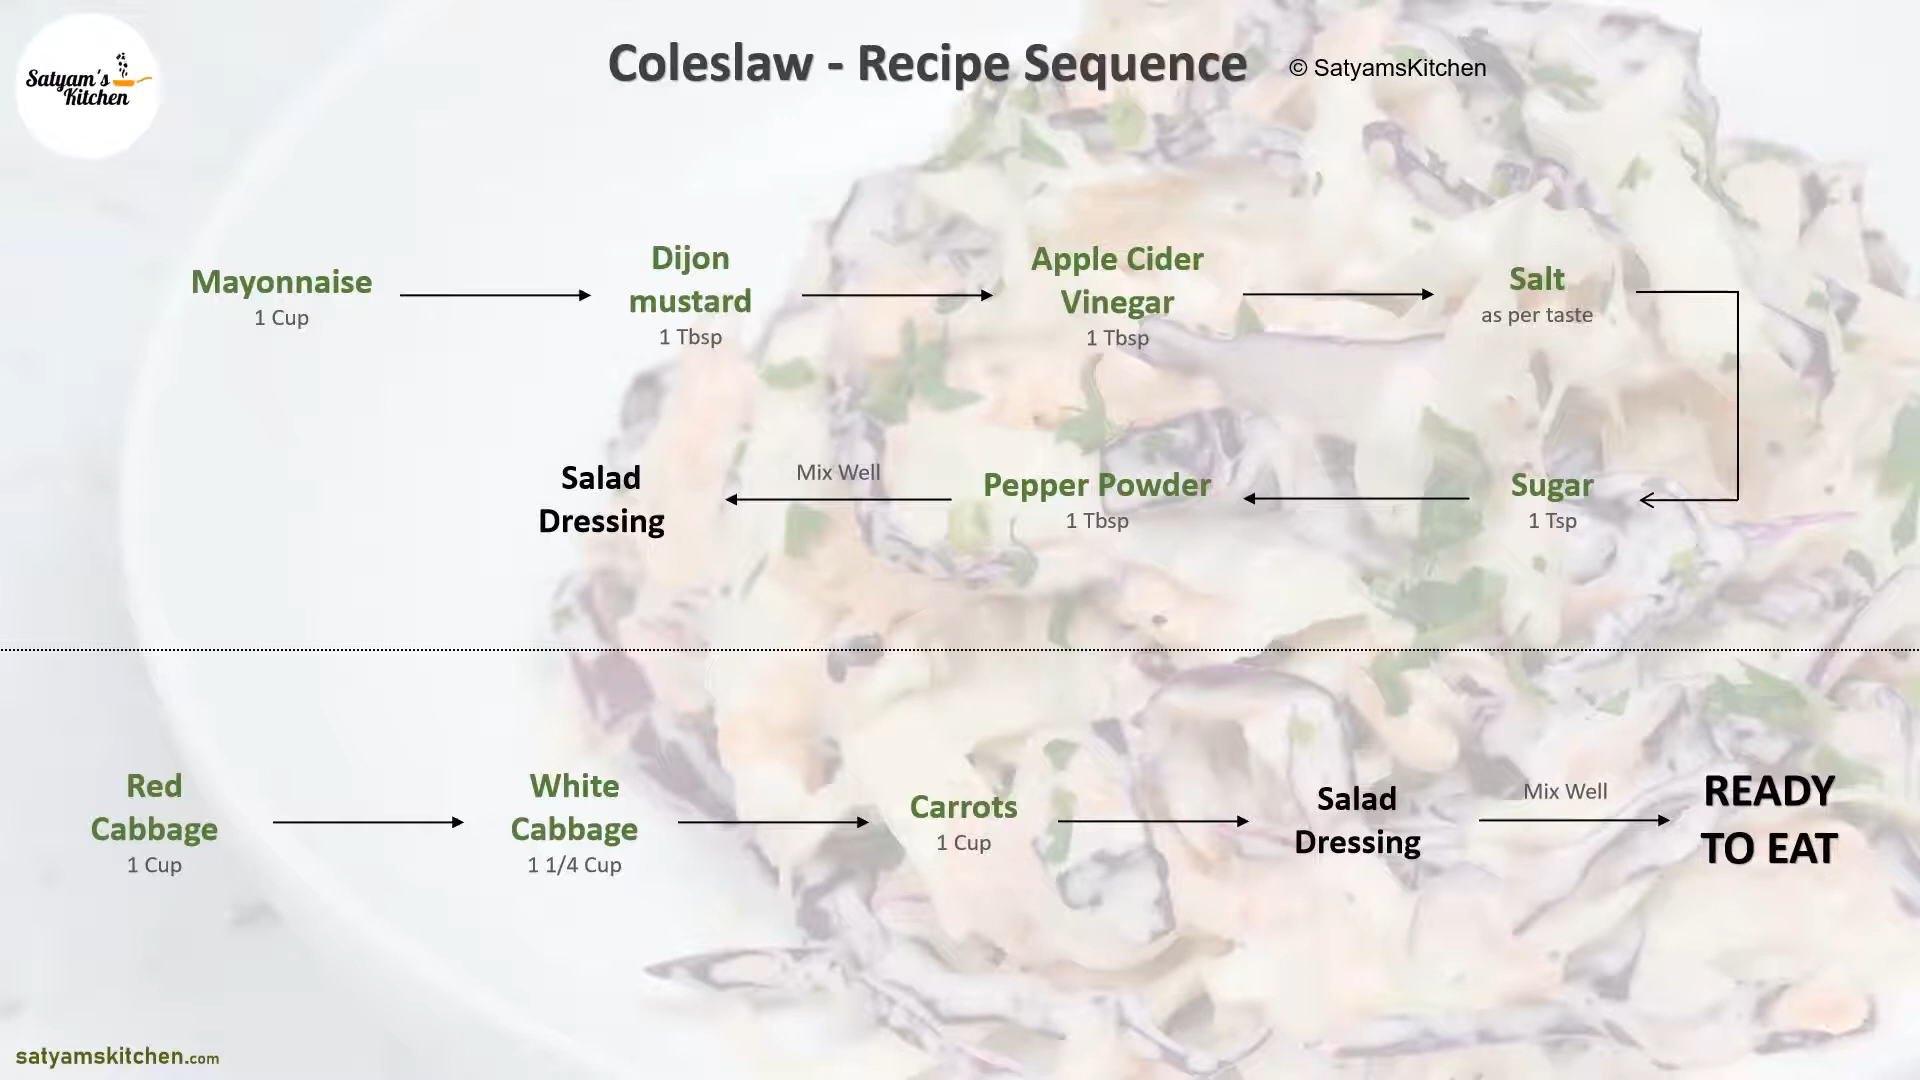 Satyam's
Kitchen
Coleslaw - Recipe Sequence
© SatyamsKitchen
Mayonnaise
1 Cup
Dijon
mustard
1 Tbsp
Apple Cider
Vinegar
1 Tbsp
Salt
as per taste
Sugar
1 Tsp
Pepper Powder
1 Tbsp
Mix Well
Salad
Dressing
Red
Cabbage
1 Cup
White
Cabbage
1 1/4 Cup
Carrots
1 Cup
Salad
Dressing
Mix Well
READY
TO EAT
satyamskitchen.com